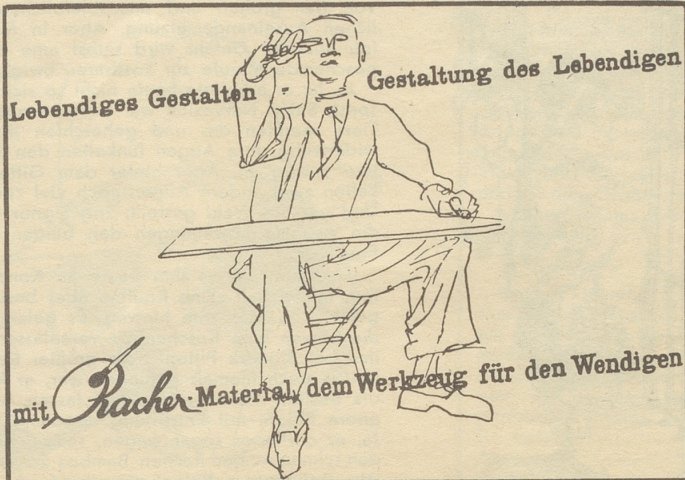 Lebendiges Gestalten
Gestaltung des Lebendigen
mit Racher-Material, dem Werkzeug für den Wendigen